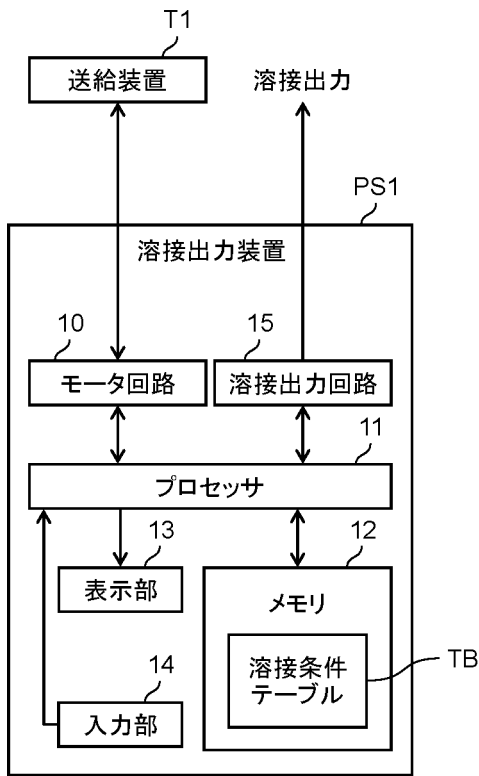 T1
送給装置
溶接出力
PS1
溶接出力装置
10
15
モータ回路
溶接出力回路
11
プロセッサ
13
12
表示部
メモリ
溶接条件
テーブル
TB
14
入力部